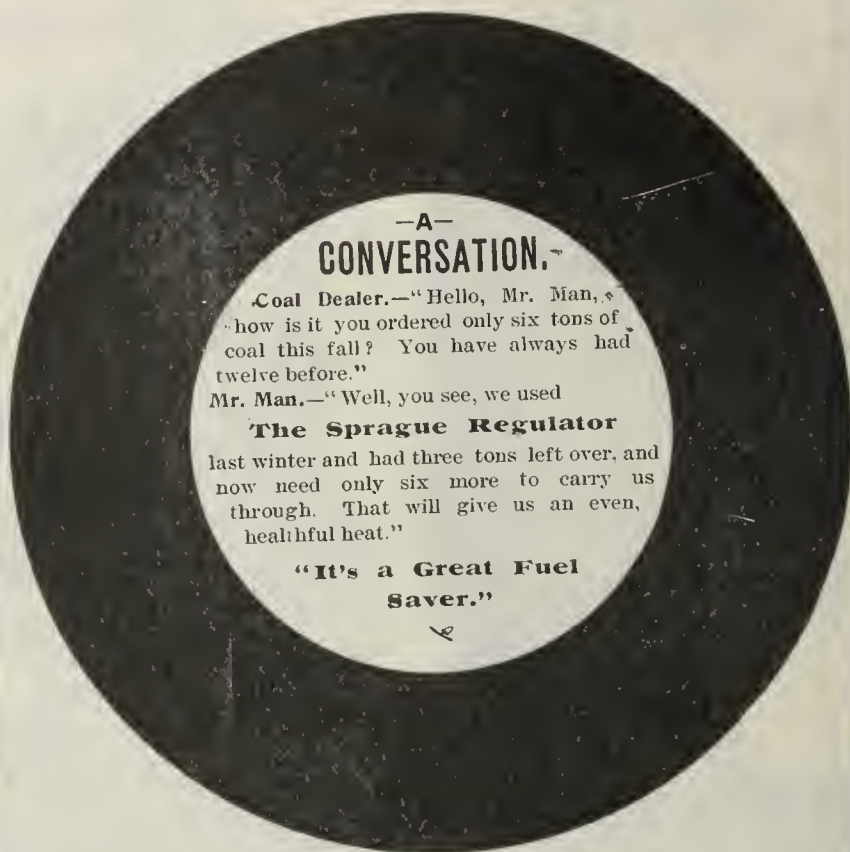 —A—
CONVERSATION.
Coal Dealer.—“Hello, Mr. Man,
how is it you ordered only six tons of
coal this fall? You have always had
twelve before.”
Mr. Man.—“Well, you see, we used
The Sprague Regulator
last winter and had three tons left over, and
now need only six more to carry us
through. That will give us an even,
healthful heat.”
“It's a Great Fuel
Saver.”